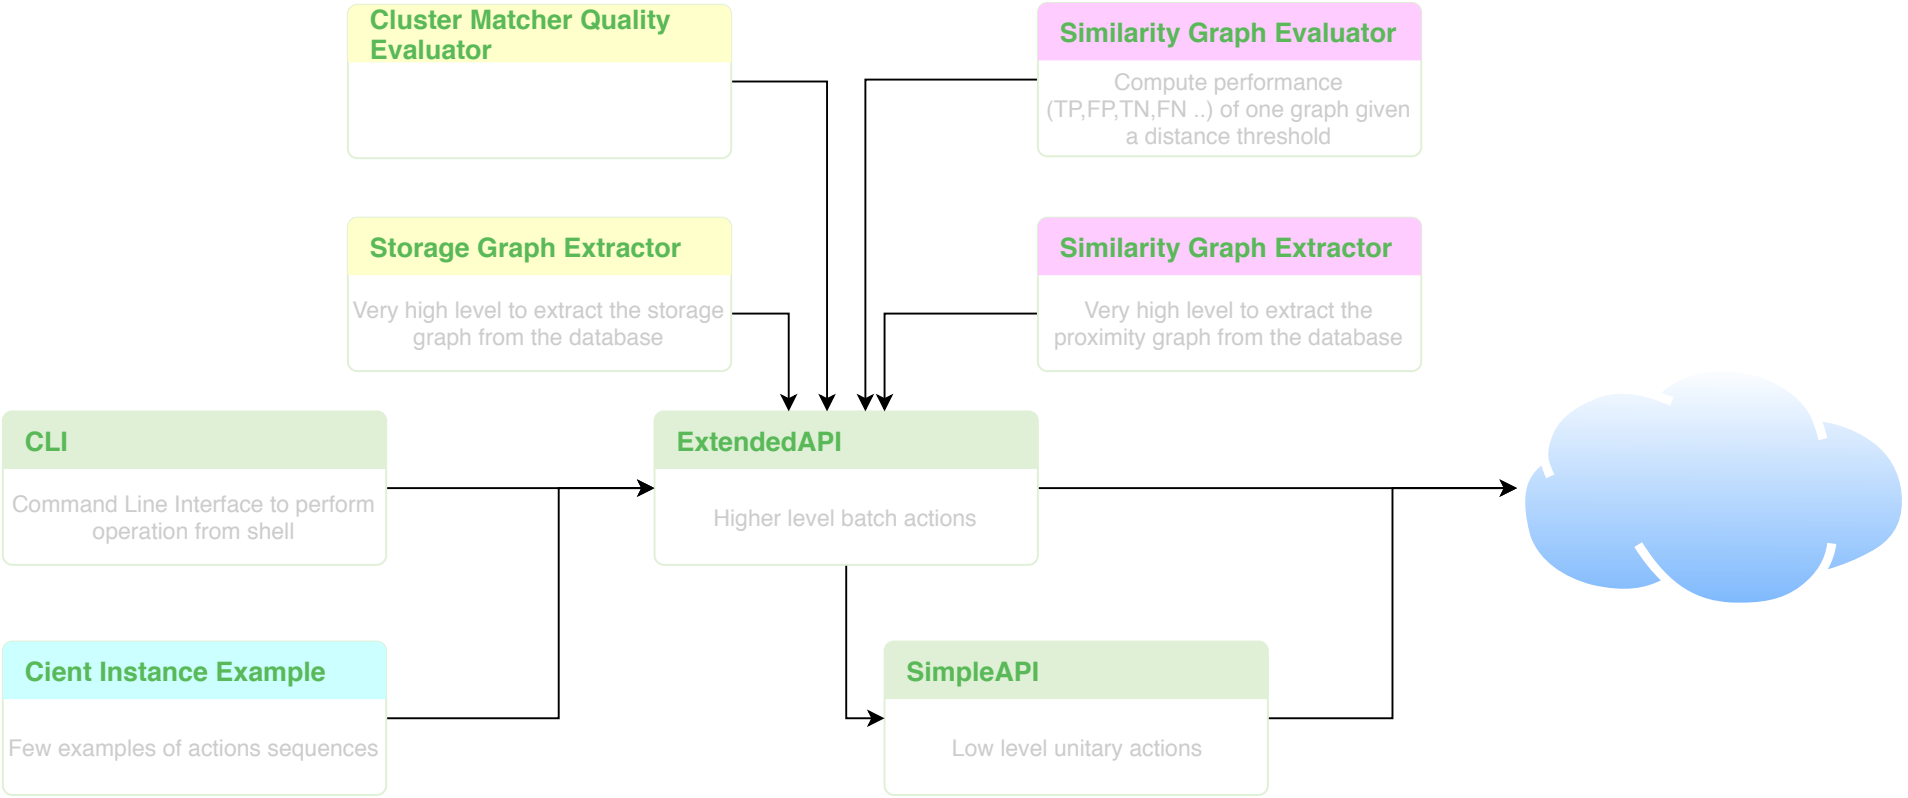 Cluster Matcher Quality
Evaluator
Similarity Graph Evaluator
Compute performance
(TP,FP,TN,FN ..) of one graph given
a distance threshold
Storage Graph Extractor
Very high level to extract the storage
graph from the database
Similarity Graph Extractor
Very high level to extract the
proximity graph from the database
CLI
Command Line Interface to perform
operation from shell
ExtendedAPI
Higher level batch actions
Cient Instance Example
Few examples of actions sequences
SimpleAPI
Low level unitary actions